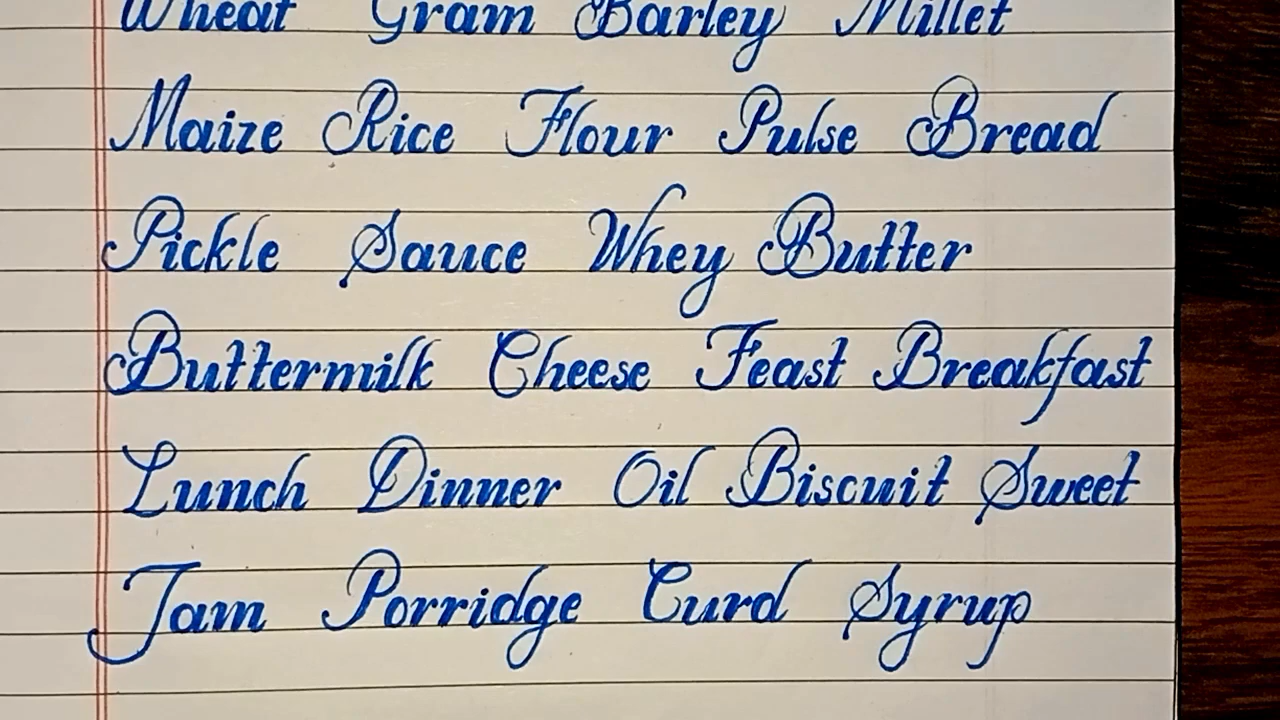 Wheat Gram Barley Millet
Maize Rice Flour Pulse Bread
Pickle Sauce Whey Butter
Buttermilk Cheese Feast Breakfast
Lunch Dinner Oil Biscuit Sweet
Jam Porridge Curd Syrup